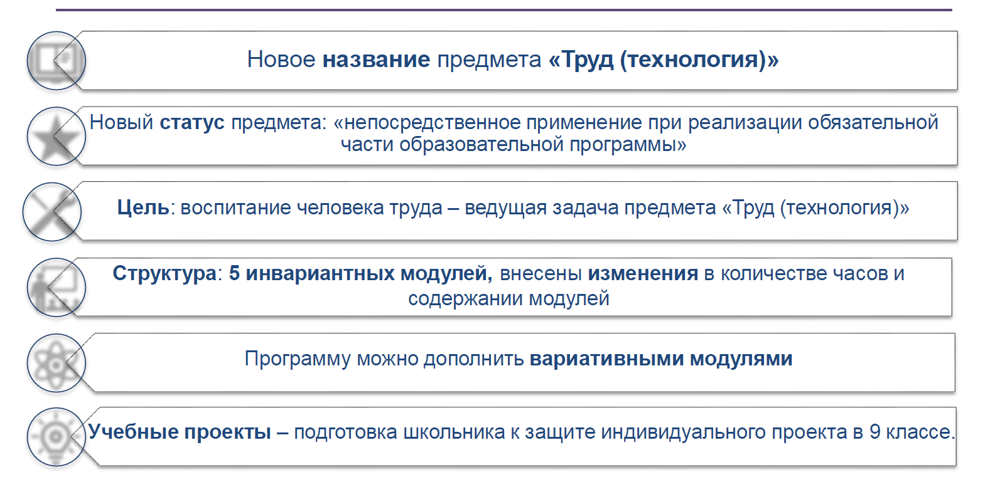 Новое название предмета «Труд (технология)»
Новый статус предмета: «непосредственное применение при реализации обязательной
части образовательной программы»
Цель: воспитание человека труда – ведущая задача предмета «Труд (технология)»
Структура: 5 инвариантных модулей, внесены изменения в количестве часов и
содержании модулей
Программу можно дополнить вариативными модулями
Учебные проекты – подготовка школьника к защите индивидуального проекта в 9 классе.